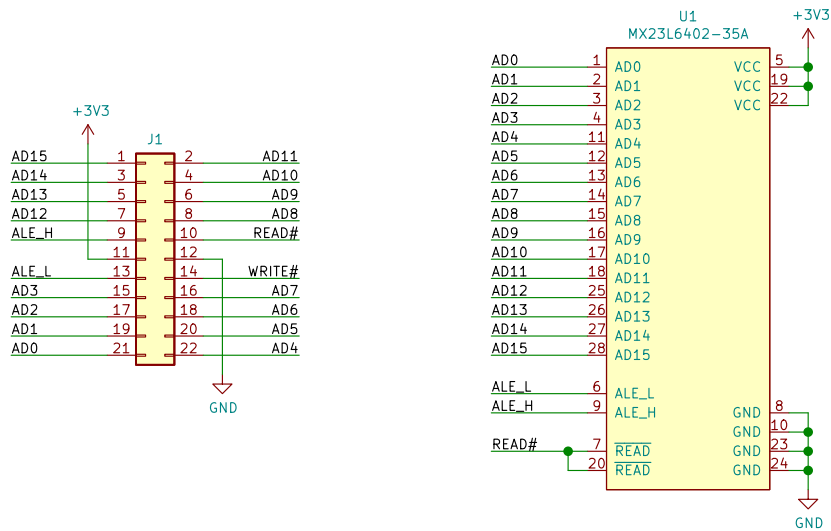 +3V3
J1
AD15 1 2 AD11
AD14 3 4 AD10
AD13 5 6 AD9
AD12 7 8 AD8
ALE_H 9 10 READ#
11 12
ALE_L 13 14 WRITE#
AD3 15 16 AD7
AD2 17 18 AD6
AD1 19 20 AD5
AD0 21 22 AD4
GND
U1
MX23L6402-35A
+3V3
AD0 1 AD0 VCC 5
AD1 2 AD1 VCC 19
AD2 3 AD2 VCC 22
AD3 4 AD3
AD4 11 AD4
AD5 12 AD5
AD6 13 AD6
AD7 14 AD7
AD8 15 AD8
AD9 16 AD9
AD10 17 AD10
AD11 18 AD11
AD12 25 AD12
AD13 26 AD13
AD14 27 AD14
AD15 28 AD15
ALE_L 6 ALE_L
ALE_H 9 ALE_H GND 8
GND 10
READ# 7 READ GND 23
20 READ GND 24
GND